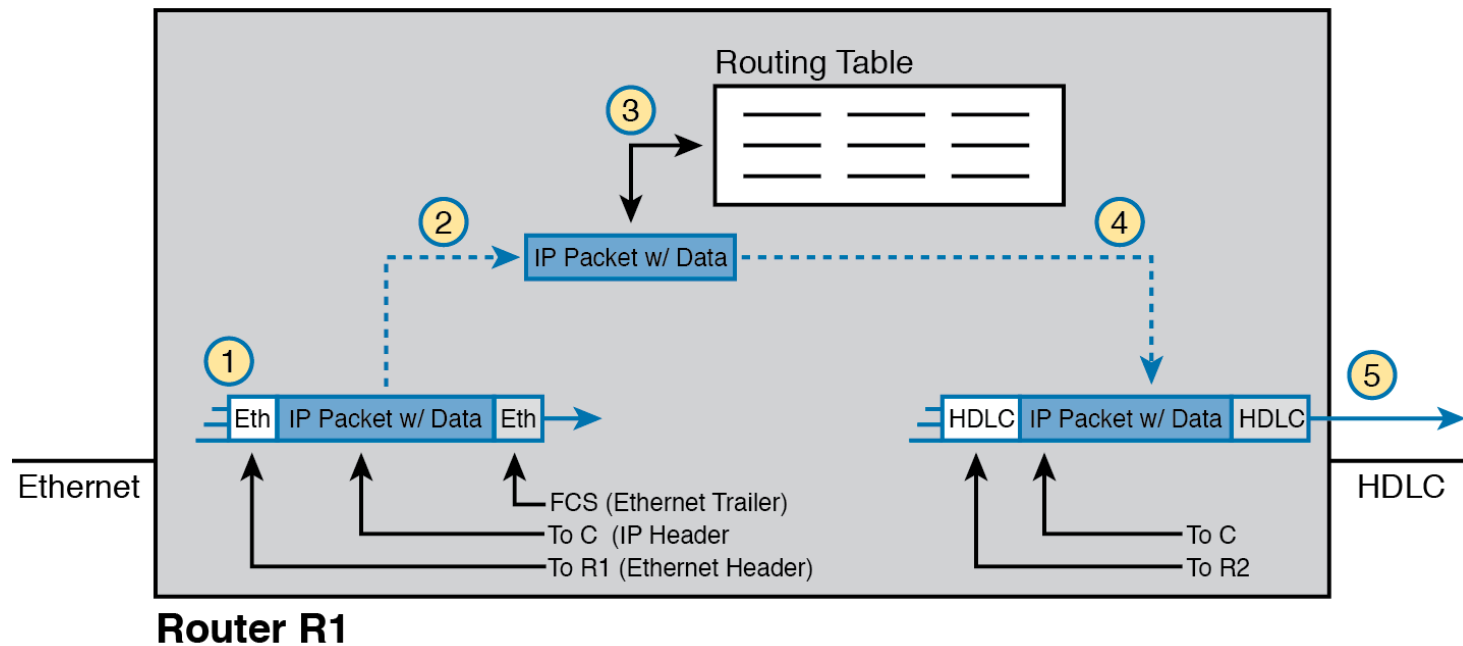 Routing Table
3
2
4
IP Packet w/ Data
1
5
Eth IP Packet w/ Data Eth
HDLC IP Packet w/ Data HDLC
Ethernet
HDLC
FCS (Ethernet Trailer)
To C (IP Header
To R1 (Ethernet Header)
To C
To R2
Router R1